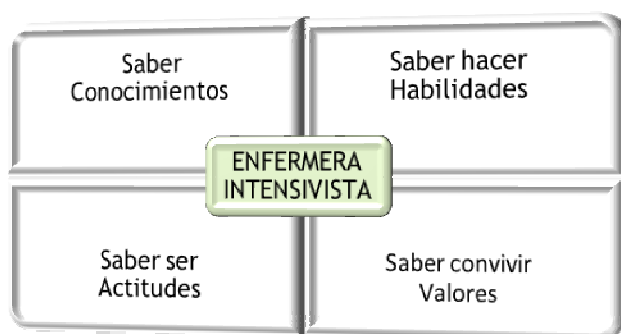 Saber
Conocimientos
Saber hacer
Habilidades
ENFERMERA
INTENSIVISTA
Saber ser
Actitudes
Saber convivir
Valores